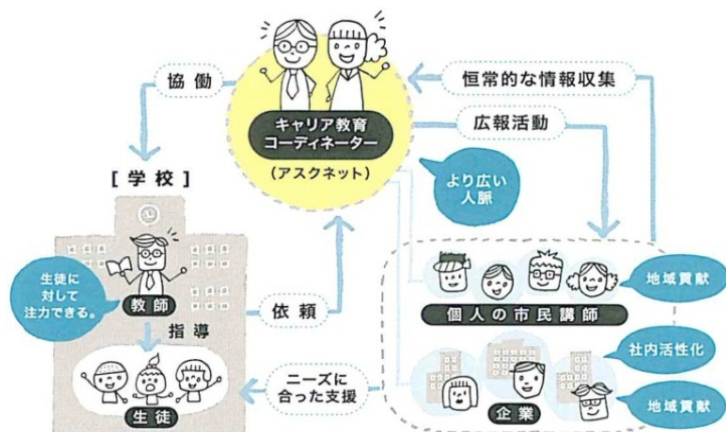 協働
恒常的な情報収集
広報活動
キャリア教育
コーディネーター
(アスクネット)
より広い
人脈
[学校]
生徒に
対して
注力できる。
教師
指導
依頼
個人の市民講師
地域貢献
社内活性化
ニーズに
合った支援
生徒
企業
地域貢献